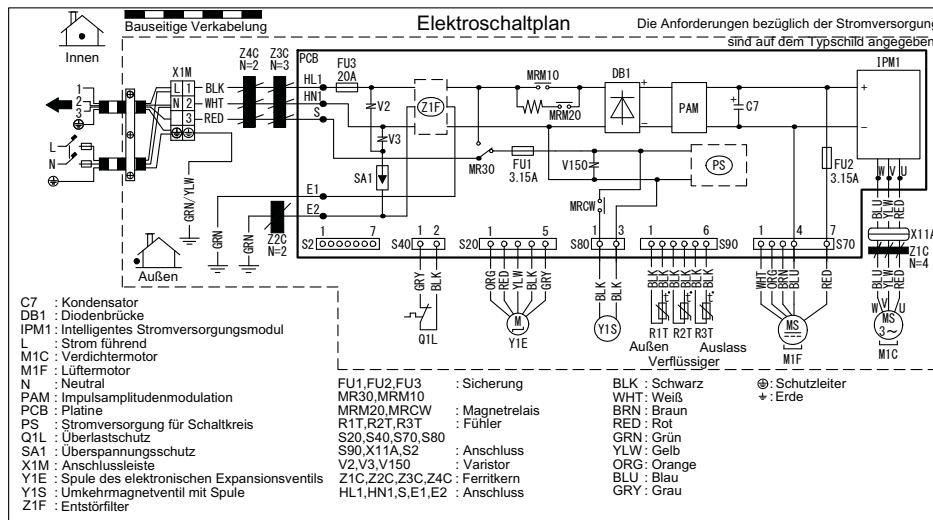 Bauseitige Verkabelung
Elektroschaltplan
Die Anforderungen bezüglich der Stromversorgung
sind auf dem Typschild angegeben
Innen
Außen
X1M
L 1
N 2
3
1
2
3
L
N
BLK
WHT
RED
GRN/YLW
GRN
GRN
Z4C
N=2
Z3C
N=3
Z2C
N=2
PCB
HL1
HN1
S
E1
E2
FU3
20A
V2
V3
SA1
Z1F
MRM10
MRM20
MR30
FU1
3.15A
DB1
PAM
C7
V150
PS
MRCW
FU2
3.15A
IPM1
+
−
W V U
BLU
YLW
RED
X11A
Z1C
N=4
BLU
YLW
RED
W V U
MS
3~
M1C
S2 1 7
S40 1 2
S20 1 5
S80 1 3
1 6 S90
1 4 7 S70
GRY
BLK
Q1L
ORG
RED
YLW
BLK
GRY
M
Y1E
BLK
BLK
Y1S
BLK
BLK
BLK
BLK
BLK
BLK
R1T R2T R3T
Außen
Verflüssiger
Auslass
WHT
ORG
BRN
BLU
RED
MS
M1F
C7 : Kondensator
DB1 : Diodenbrücke
IPM1 : Intelligentes Stromversorgungsmodul
L : Strom führend
M1C : Verdichtermotor
M1F : Lüftermotor
N : Neutral
PAM : Impulsamplitudenmodulation
PCB : Platine
PS : Stromversorgung für Schaltkreis
Q1L : Überlastschutz
SA1 : Überspannungsschutz
X1M : Anschlussleiste
Y1E : Spule des elektronischen Expansionsventils
Y1S : Umkehrmagnetventil mit Spule
Z1F : Entstörfilter
FU1,FU2,FU3 : Sicherung
MR30,MRM10
MRM20,MRCW : Magnetrelais
R1T,R2T,R3T : Fühler
S20,S40,S70,S80
S90,X11A,S2 : Anschluss
V2,V3,V150 : Varistor
Z1C,Z2C,Z3C,Z4C : Ferritkern
HL1,HN1,S,E1,E2 : Anschluss
BLK : Schwarz
WHT : Weiß
BRN : Braun
RED : Rot
GRN : Grün
YLW : Gelb
ORG : Orange
BLU : Blau
GRY : Grau
: Schutzleiter
: Erde